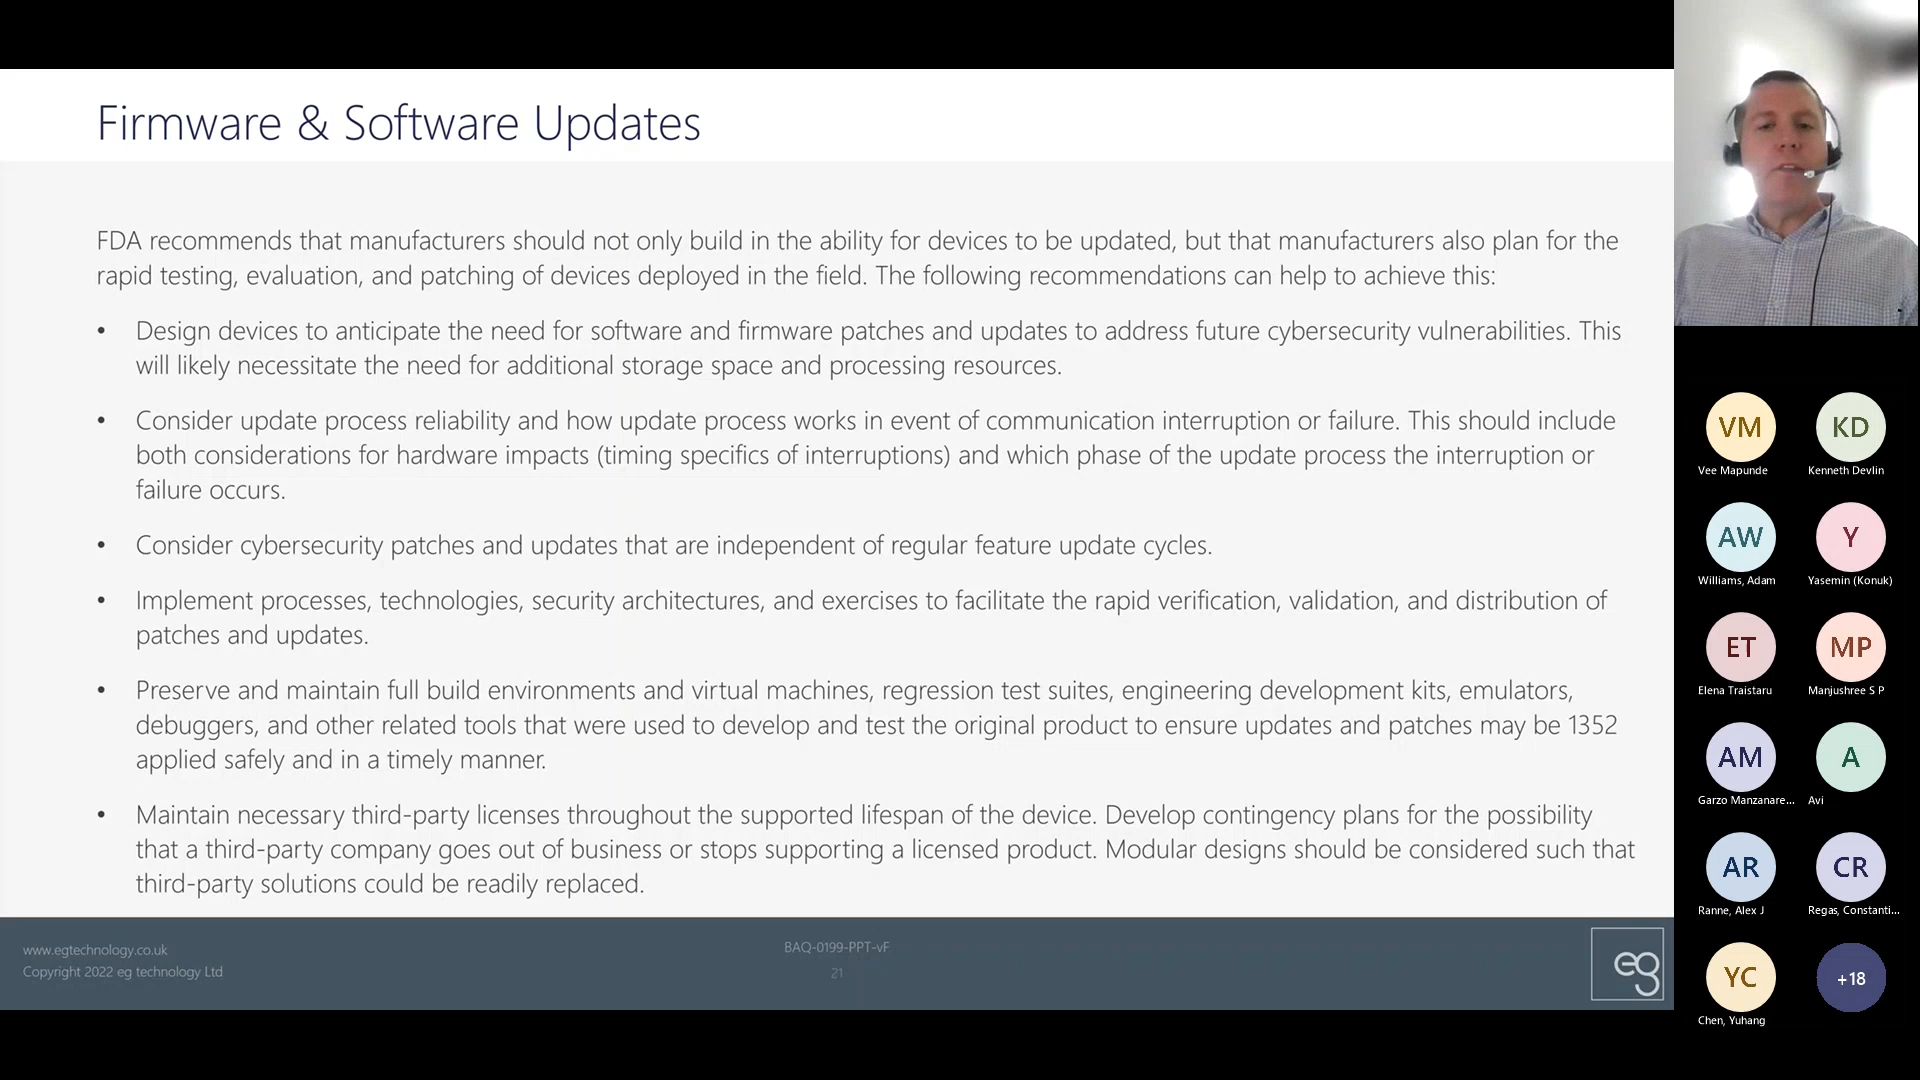 Firmware & Software Updates
FDA recommends that manufacturers should not only build in the ability for devices to be updated, but that manufacturers also plan for the
rapid testing, evaluation, and patching of devices deployed in the field. The following recommendations can help to achieve this:
• Design devices to anticipate the need for software and firmware patches and updates to address future cybersecurity vulnerabilities. This
will likely necessitate the need for additional storage space and processing resources.
• Consider update process reliability and how update process works in event of communication interruption or failure. This should include
both considerations for hardware impacts (timing specifics of interruptions) and which phase of the update process the interruption or
failure occurs.
• Consider cybersecurity patches and updates that are independent of regular feature update cycles.
• Implement processes, technologies, security architectures, and exercises to facilitate the rapid verification, validation, and distribution of
patches and updates.
• Preserve and maintain full build environments and virtual machines, regression test suites, engineering development kits, emulators,
debuggers, and other related tools that were used to develop and test the original product to ensure updates and patches may be 1352
applied safely and in a timely manner.
• Maintain necessary third-party licenses throughout the supported lifespan of the device. Develop contingency plans for the possibility
that a third-party company goes out of business or stops supporting a licensed product. Modular designs should be considered such that
third-party solutions could be readily replaced.
www.egtechnology.co.uk
Copyright 2022 eg technology Ltd
BAQ-0199-PPT-vF
21
eg
VM
KD
Vee Mapunde
Kenneth Devlin
AW
Y
Williams, Adam
Yasemin (Konuk)
ET
MP
Elena Traistaru
Manjushree S P
AM
A
Garzo Manzanare...
Avi
AR
CR
Ranne, Alex J
Regas, Constanti...
YC
+18
Chen, Yuhang